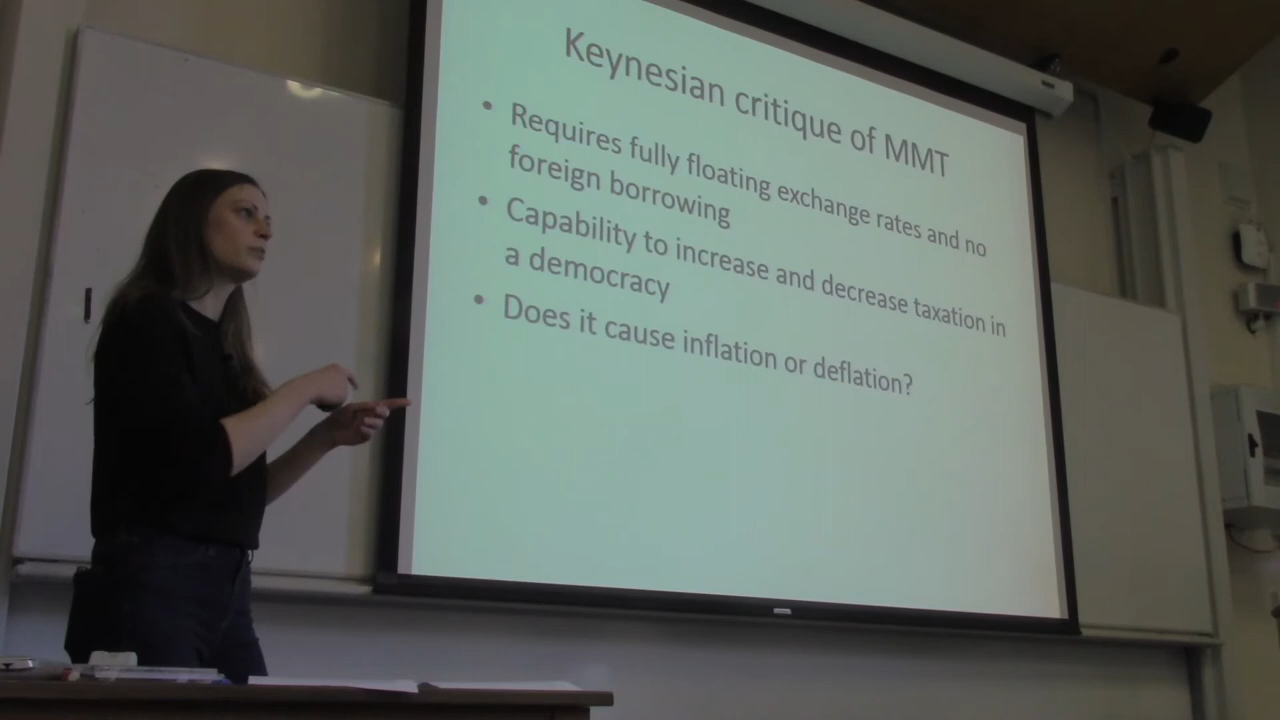 Keynesian critique of MMT
• Requires fully floating exchange rates and no
foreign borrowing
• Capability to increase and decrease taxation in
a democracy
• Does it cause inflation or deflation?